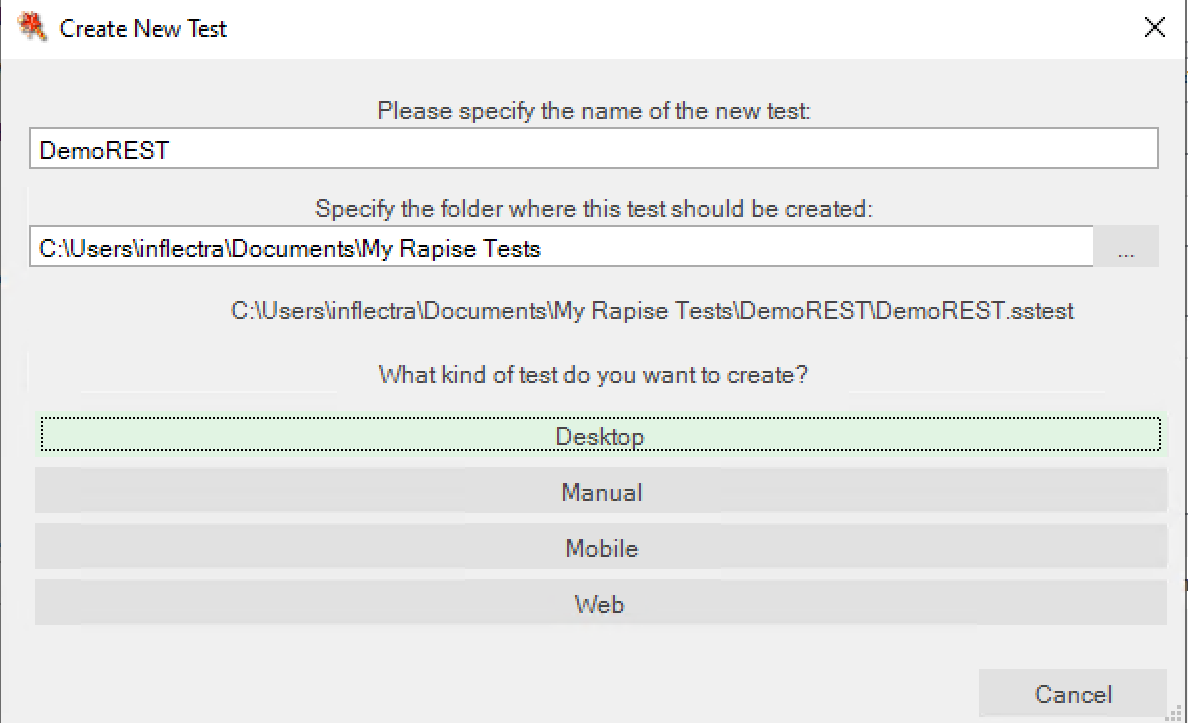 Create New Test
Please specify the name of the new test:
DemoREST
Specify the folder where this test should be created:
C:\Users\inflectra\Documents\My Rapise Tests
...
C:\Users\inflectra\Documents\My Rapise Tests\DemoREST\DemoREST.sstest
What kind of test do you want to create?
Desktop
Manual
Mobile
Web
Cancel